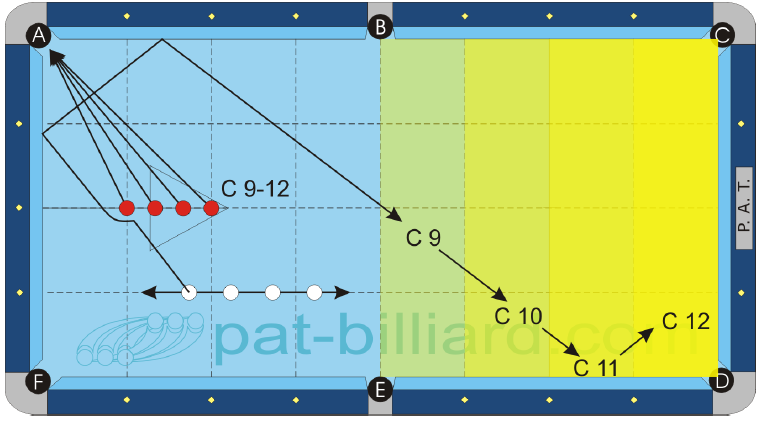 A
B
C
C 9-12
P. A. T.
C 9
C 10
C 12
pat-billiard.com
C 11
F
E
D